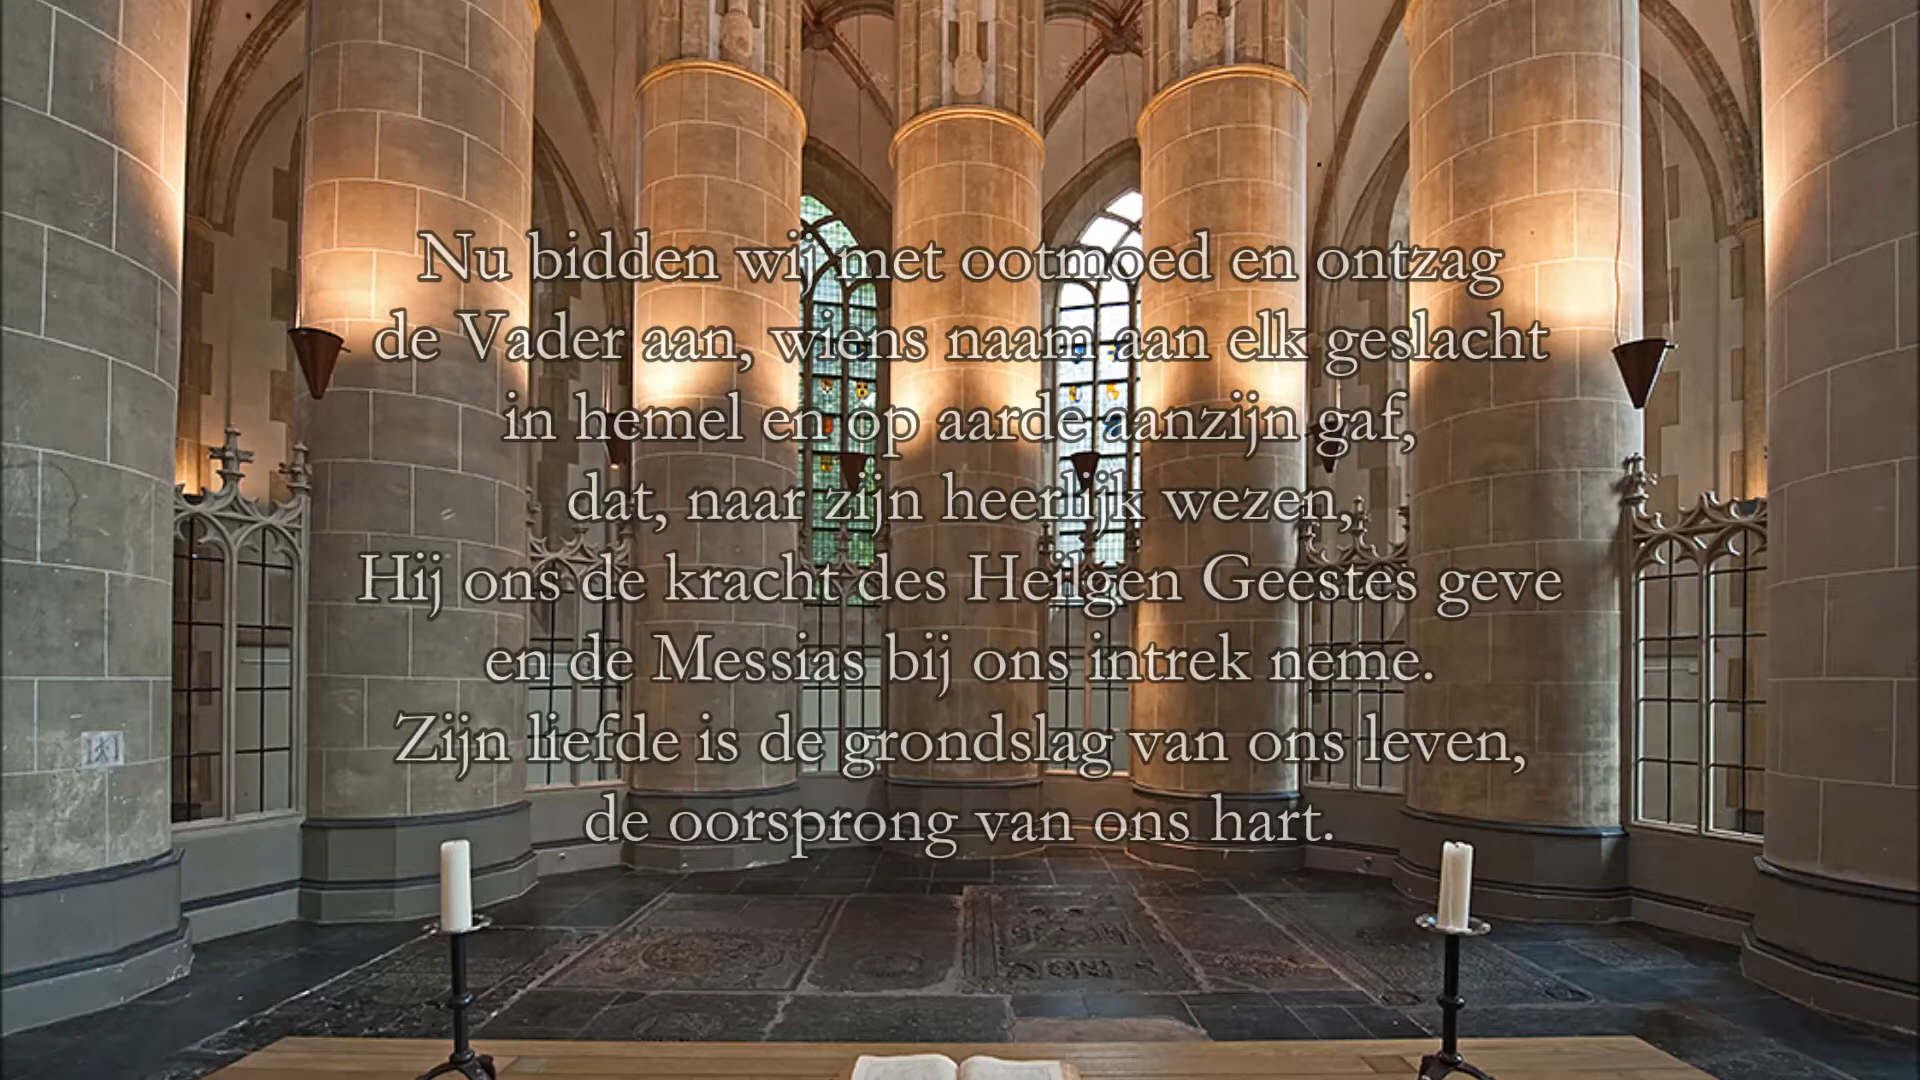 Nu bidden wij met ootmoed en ontzag
de Vader aan, wiens naam aan elk geslacht
in hemel en op aarde aanzijn gaf,
dat, naar zijn heerlijk wezen,
Hij ons de kracht des Heilgen Geestes geve
en de Messias bij ons intrek neme.
Zijn liefde is de grondslag van ons leven,
de oorsprong van ons hart.